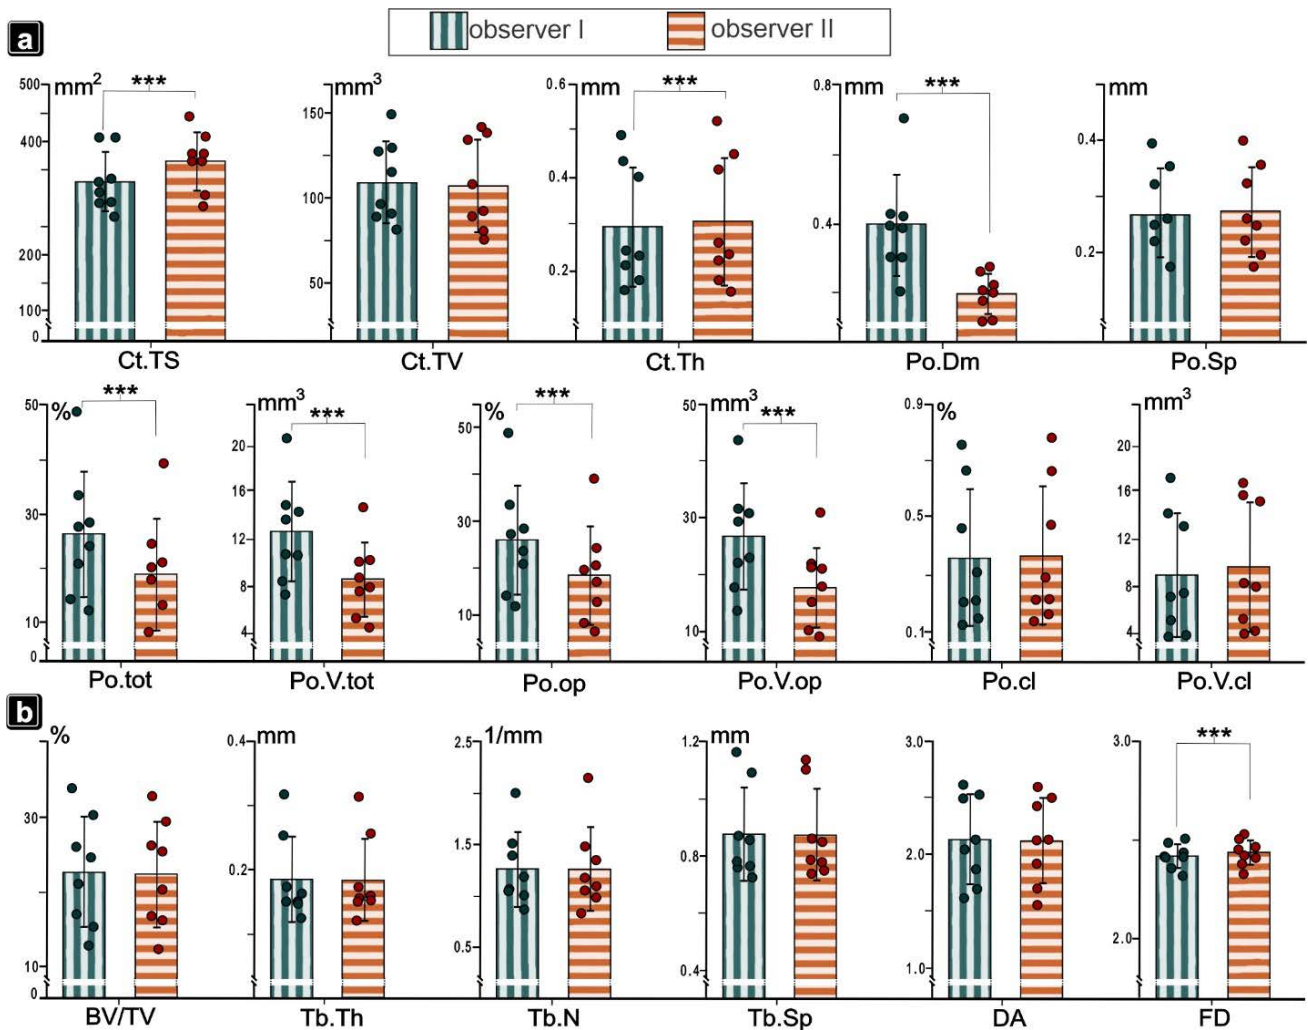 observer I observer II
a
500 mm2 400 200 100 0 *** Ct.TS
mm3 150 100 50 Ct.TV
0.6 mm 0.4 0.2 *** Ct.Th
0.8 mm 0.4 *** Po.Dm
mm 0.4 0.2 Po.Sp
50 % 30 10 0 *** Po.tot
mm3 20 16 12 8 4 *** Po.V.tot
% 50 30 10 *** Po.op
50 mm3 30 10 *** Po.V.op
0.9 % 0.5 0.1 Po.cl
mm3 20 16 12 8 4 Po.V.cl
b
% 30 10 0 BV/TV
0.4 mm 0.2 Tb.Th
2.5 1/mm 1.5 0.5 Tb.N
1.2 mm 0.8 0.4 Tb.Sp
3.0 2.0 1.0 DA
3.0 2.0 *** FD